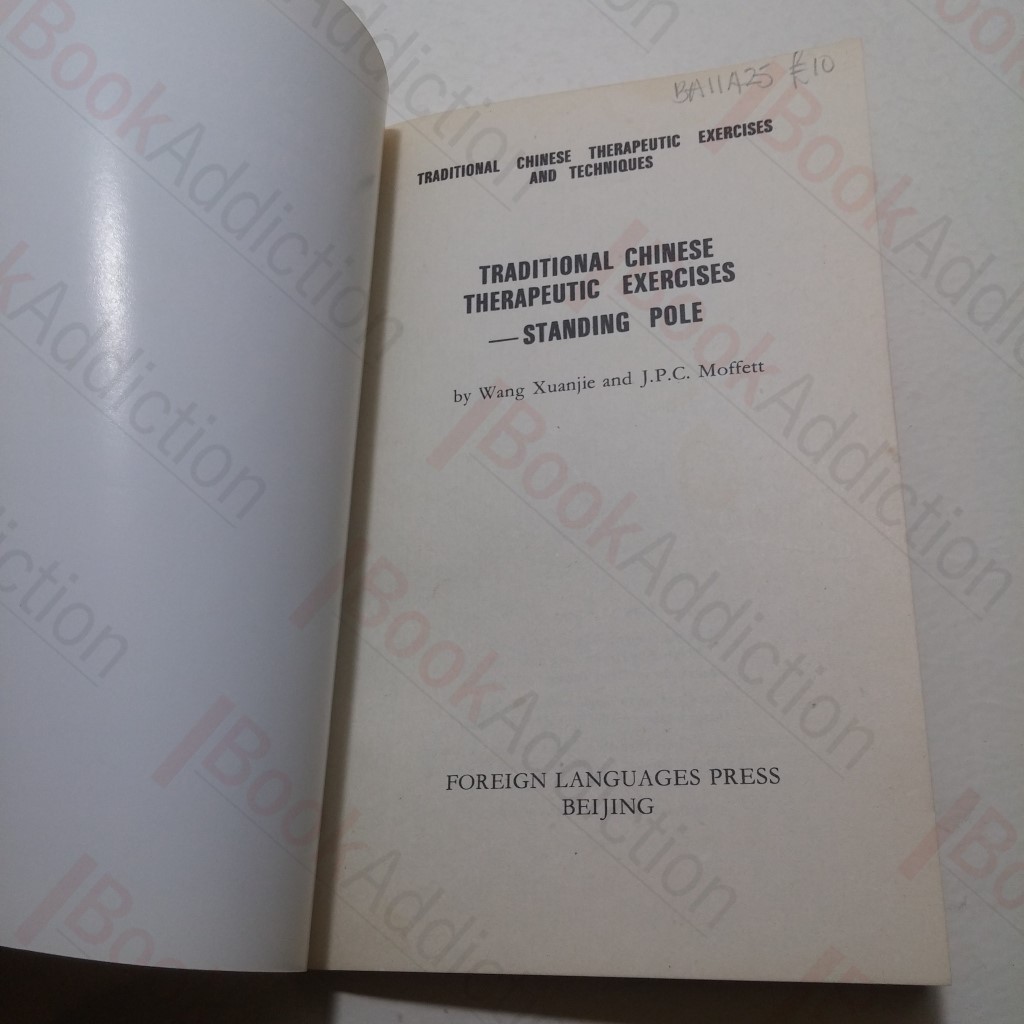 BA11A25 £10
TRADITIONAL CHINESE THERAPEUTIC EXERCISES
AND TECHNIQUES
TRADITIONAL CHINESE
THERAPEUTIC EXERCISES
—STANDING POLE
by Wang Xuanjie and J.P.C. Moffett
FOREIGN LANGUAGES PRESS
BEIJING
BookAddiction